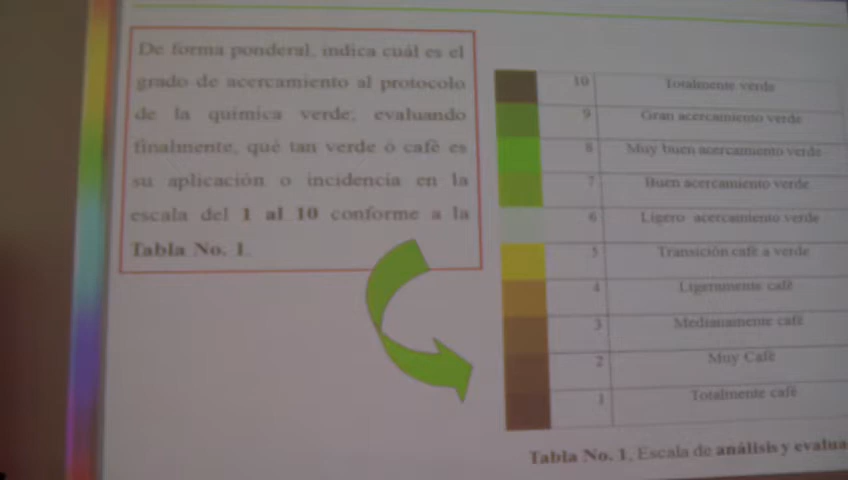 De forma ponderal, indica cuál es el
grado de acercamiento al protocolo
de la química verde; evaluando
finalmente, qué tan verde ó café es
su aplicación o incidencia en la
escala del 1 al 10 conforme a la
Tabla No. 1.
10 Totalmente verde
9 Gran acercamiento verde
8 Muy buen acercamiento verde
7 Buen acercamiento verde
6 Ligero acercamiento verde
5 Transición café a verde
4 Ligeramente café
3 Medianamente café
2 Muy Café
1 Totalmente café
Tabla No. 1. Escala de análisis y evalua